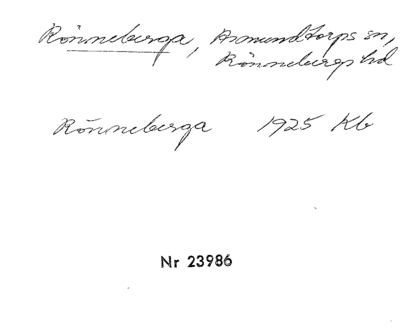 Rönneberga, Asmundtorps sn,
Rönnebergs hd
Rönneberga 1925 Kb
Nr 23986